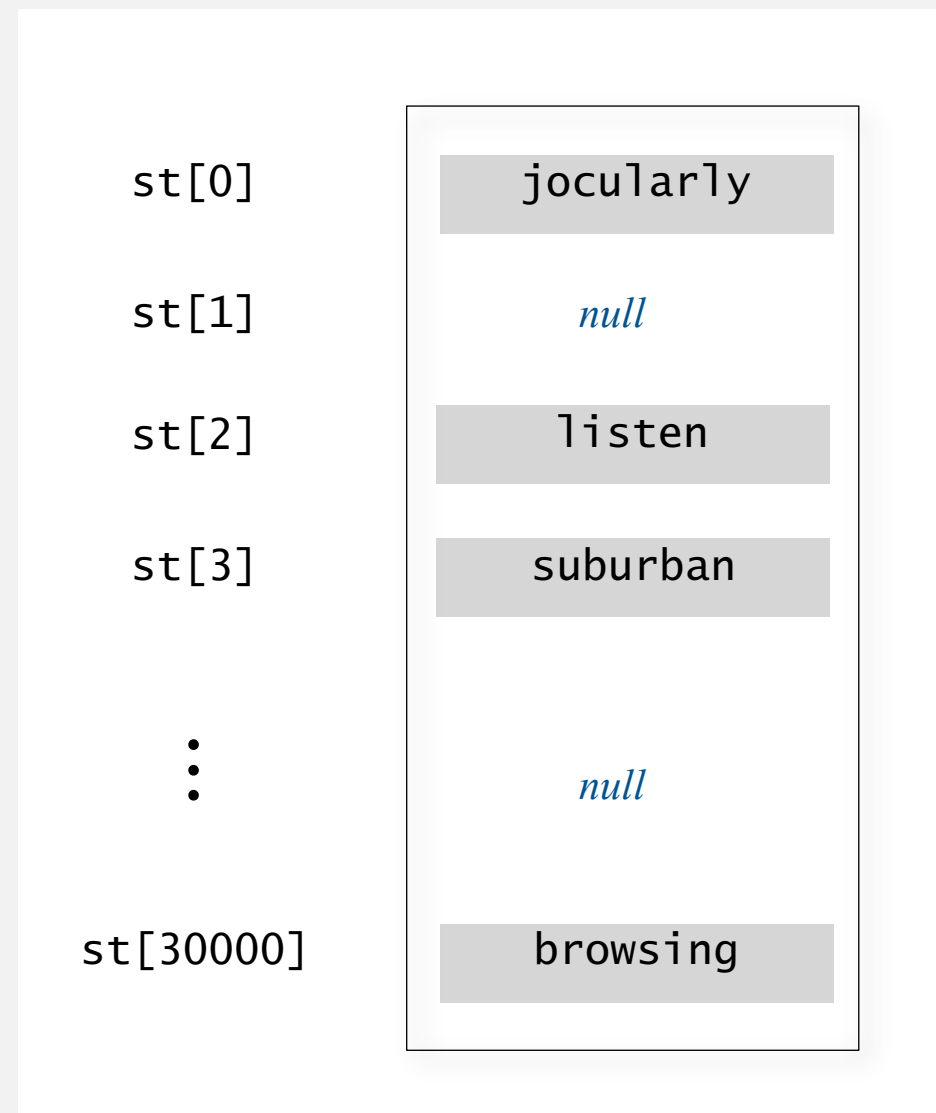 st[0] jocularly
st[1] null
st[2] listen
st[3] suburban
⋮ null
st[30000] browsing